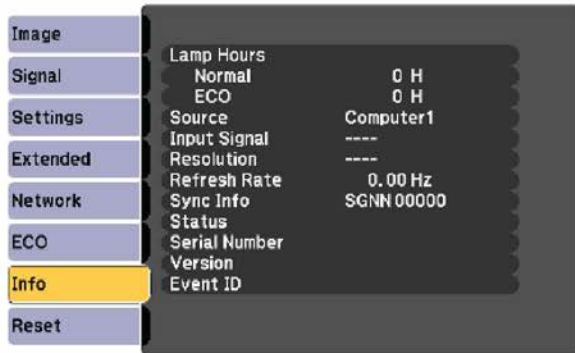 Image
Signal
Settings
Extended
Network
ECO
Info
Reset
Lamp Hours
Normal 0 H
ECO 0 H
Source Computer1
Input Signal ----
Resolution ----
Refresh Rate 0.00 Hz
Sync Info SGNN 00000
Status
Serial Number
Version
Event ID